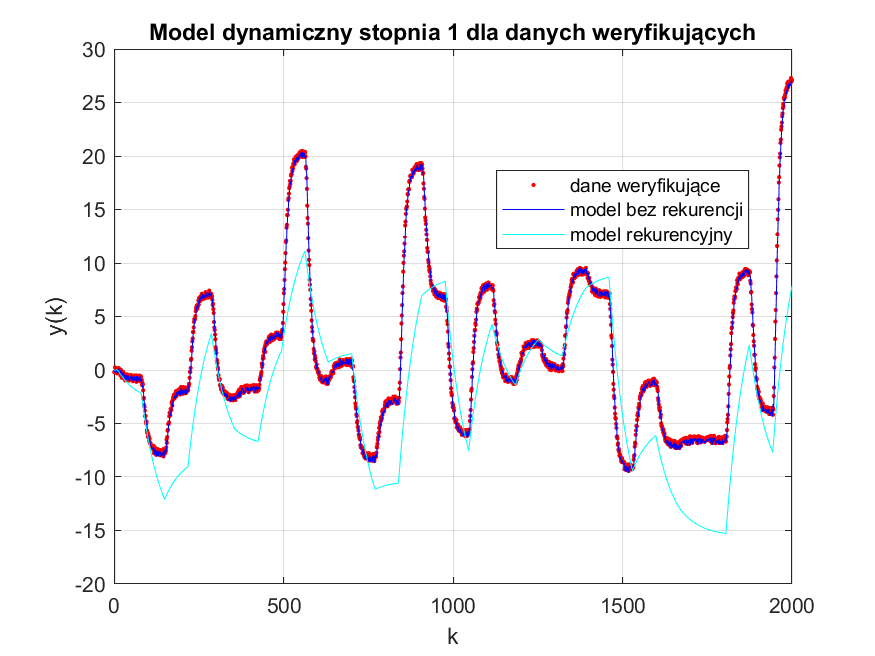 Model dynamiczny stopnia 1 dla danych weryfikujących
30
25
20
15
10
5
0
-5
-10
-15
-20
y(k)
dane weryfikujące
model bez rekurencji
model rekurencyjny
0
500
1000
1500
2000
k